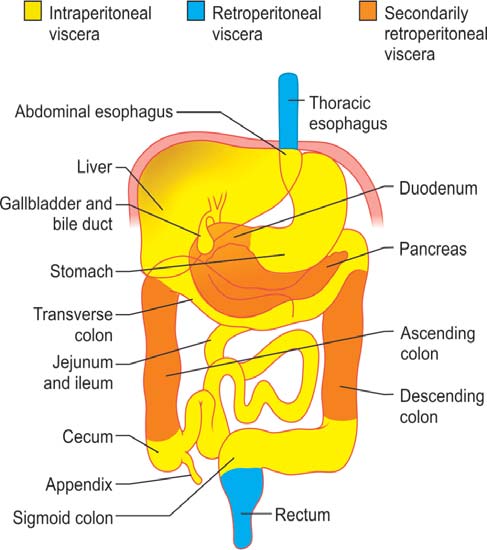 Intraperitoneal
viscera
Retroperitoneal
viscera
Secondarily
retroperitoneal
viscera
Abdominal esophagus
Thoracic
esophagus
Liver
Gallbladder and
bile duct
Duodenum
Pancreas
Stomach
Transverse
colon
Jejunum
and ileum
Ascending
colon
Descending
colon
Cecum
Appendix
Sigmoid colon
Rectum